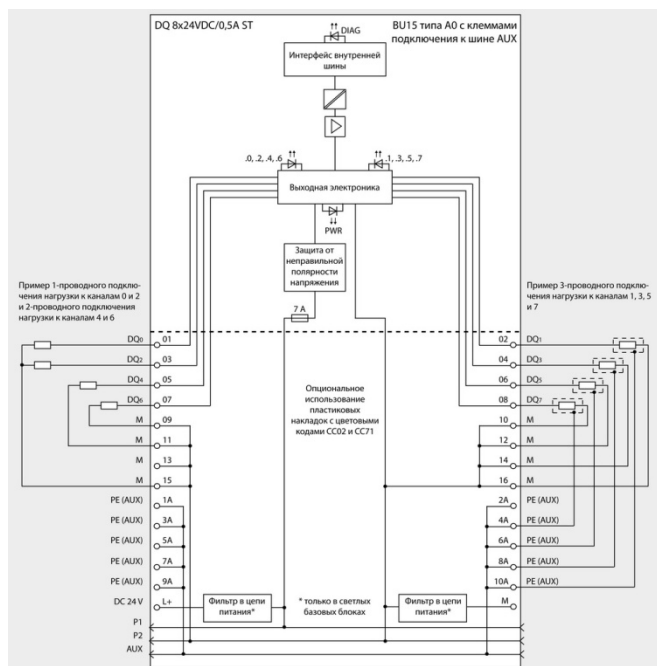 DQ 8x24VDC/0,5A ST
BU15 типа A0 с клеммами
подключения к шине AUX
DIAG
Интерфейс внутренней
шины
.0, .2, .4, .6
.1, .3, .5, .7
Выходная электроника
PWR
Защита от
неправильной
полярности
напряжения
7 A
Пример 1-проводного подклю-
чения нагрузки к каналам 0 и 2
и 2-проводного подключения
нагрузки к каналам 4 и 6
Пример 3-проводного подклю-
чения нагрузки к каналам 1, 3, 5
и 7
Опциональное
использование
пластиковых
накладок с цветовыми
кодами CC02 и CC71
DQ0 01
DQ2 03
DQ4 05
DQ6 07
M 09
M 11
M 13
M 15
PE (AUX) 1A
PE (AUX) 3A
PE (AUX) 5A
PE (AUX) 7A
PE (AUX) 9A
DC 24 V L+
02 DQ1
04 DQ3
06 DQ5
08 DQ7
10 M
12 M
14 M
16 M
2A PE (AUX)
4A PE (AUX)
6A PE (AUX)
8A PE (AUX)
10A PE (AUX)
M
Фильтр в цепи
питания*
* только в светлых
базовых блоках
Фильтр в цепи
питания*
P1
P2
AUX